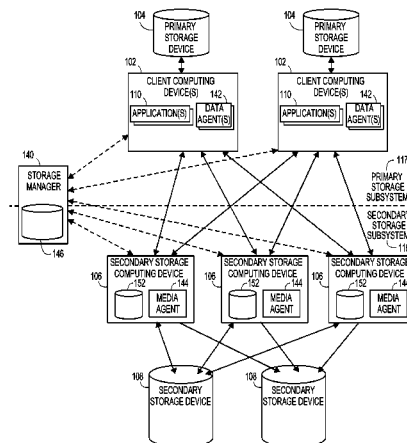 104
PRIMARY
STORAGE
DEVICE
104
PRIMARY
STORAGE
DEVICE
102
CLIENT COMPUTING
DEVICE(S)
110
142
APPLICATION(S)
DATA
AGENT(S)
102
CLIENT COMPUTING
DEVICE(S)
110
142
APPLICATION(S)
DATA
AGENT(S)
140
STORAGE
MANAGER
146
PRIMARY
STORAGE
SUBSYSTEM
117
SECONDARY
STORAGE
SUBSYSTEM
106
SECONDARY STORAGE
COMPUTING DEVICE
152
144
MEDIA
AGENT
106
SECONDARY STORAGE
COMPUTING DEVICE
152
144
MEDIA
AGENT
106
SECONDARY STORAGE
COMPUTING DEVICE
152
MEDIA
AGENT
108
SECONDARY
STORAGE DEVICE
108
SECONDARY
STORAGE DEVICE